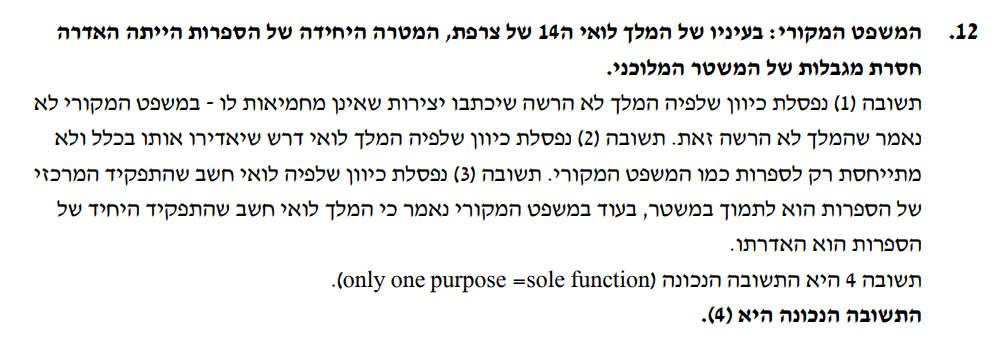 12. המשפט המקורי: בעיניו של המלך לואי ה14 של צרפת, המטרה היחידה של הספרות הייתה האדרה
חסרת מגבלות של המשטר המלוכני.
תשובה (1) נפסלת כיוון שלפיה המלך לא הרשה שיכתבו יצירות שאינן מחמיאות לו - במשפט המקורי לא
נאמר שהמלך לא הרשה זאת. תשובה (2) נפסלת כיוון שלפיה המלך לואי דרש שיאדירו אותו בכלל ולא
מתייחסת רק לספרות כמו המשפט המקורי. תשובה (3) נפסלת כיוון שלפיה לואי חשב שהתפקיד המרכזי
של הספרות הוא לתמוך במשטר, בעוד במשפט המקורי נאמר כי המלך לואי חשב שהתפקיד היחיד של
הספרות הוא האדרתו.
תשובה 4 היא התשובה הנכונה (only one purpose =sole function).
התשובה הנכונה היא (4).